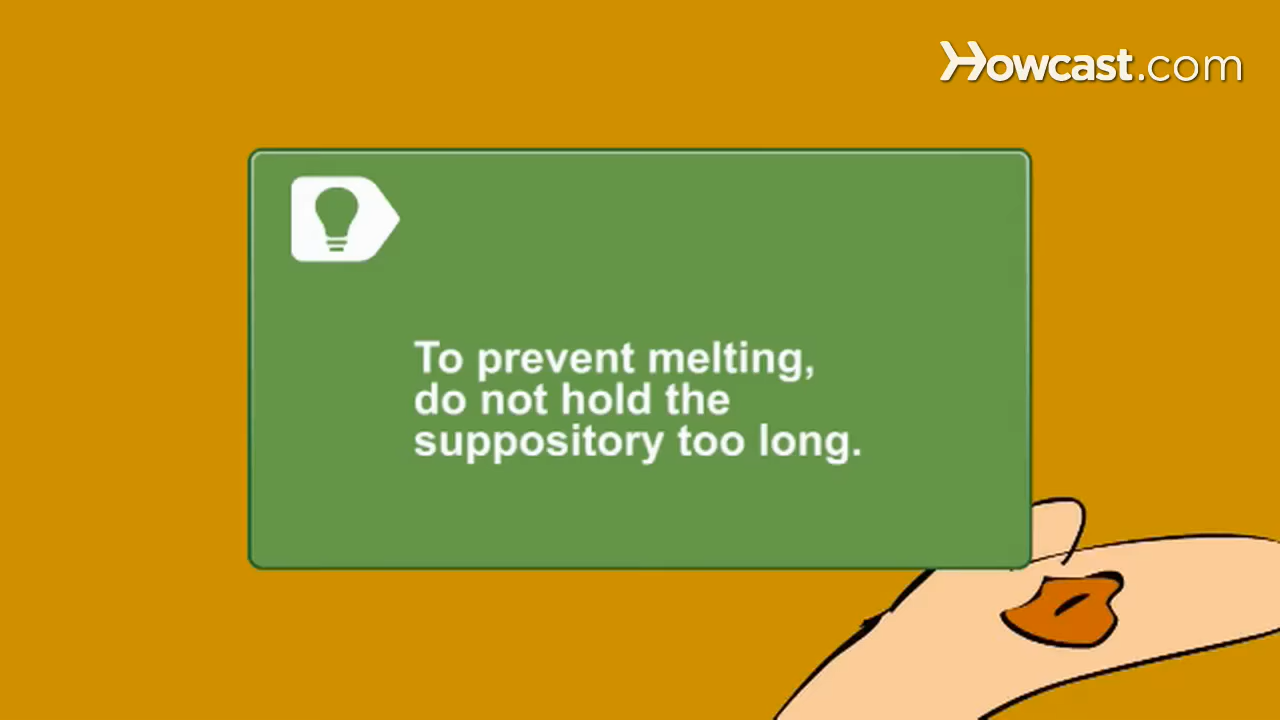 Howcast.com
To prevent melting,
do not hold the
suppository too long.